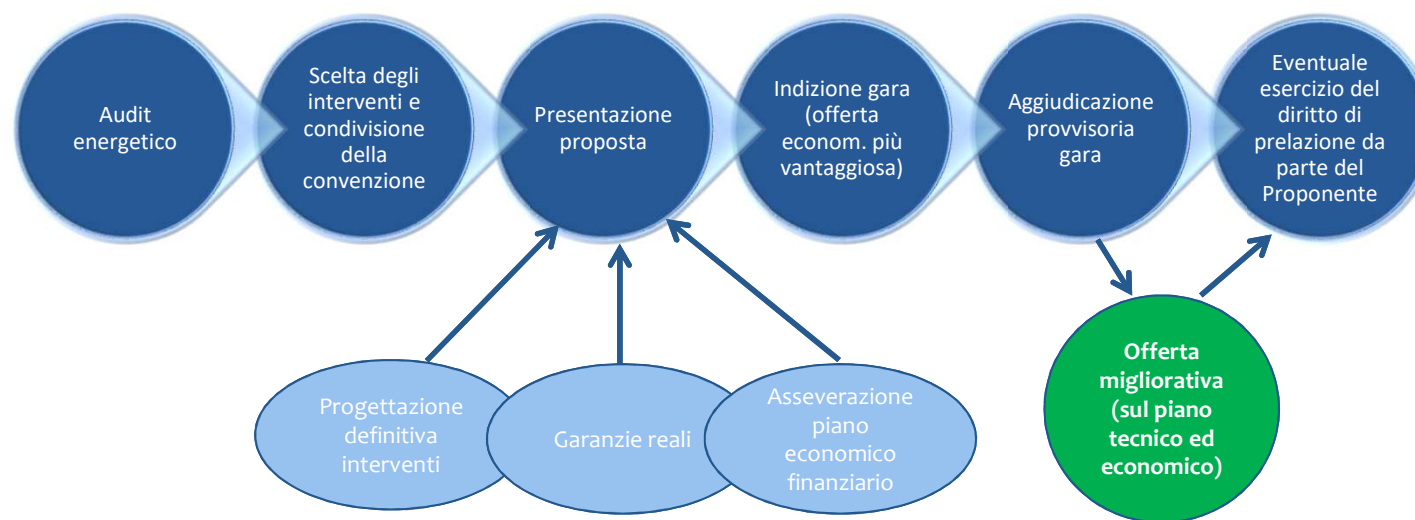 Audit
energetico
Scelta degli
interventi e
condivisione
della
convenzione
Presentazione
proposta
Indizione gara
(offerta
econom. più
vantaggiosa)
Aggiudicazione
provvisoria
gara
Eventuale
esercizio del
diritto di
prelazione da
parte del
Proponente
Progettazione
definitiva
interventi
Garanzie reali
Asseverazione
piano
economico
finanziario
Offerta
migliorativa
(sul piano
tecnico ed
economico)